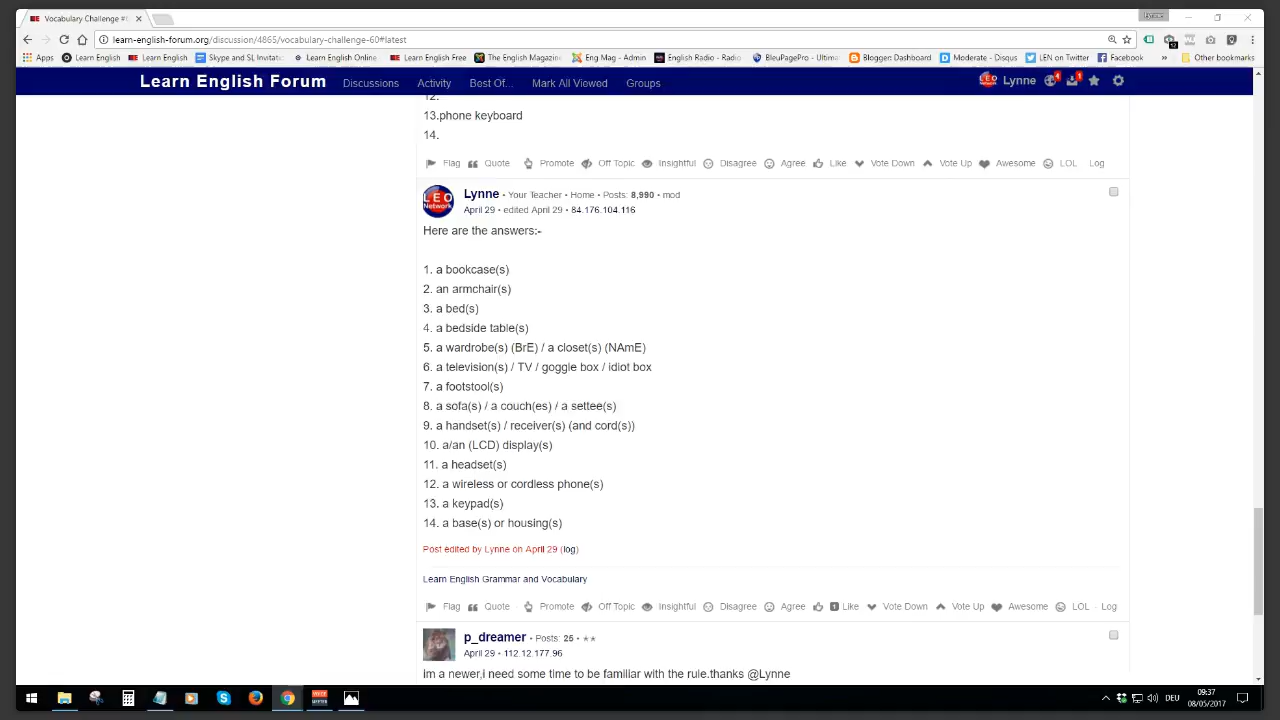 Vocabulary Challenge #6
Lynne
learn-english-forum.org/discussion/4865/vocabulary-challenge-60#latest
12
Apps Learn English Skype and SL Invitatic Learn English Online Learn English Free The English Magazine Eng Mag - Admin English Radio - Radio BleuPagePro - Ultima Blogger: Dashboard Moderate - Disqus LEN on Twitter Facebook » Other bookmarks
Learn English Forum Discussions Activity Best Of... Mark All Viewed Groups LEO Lynne 4 1
12.
13.phone keyboard
14.
Flag Quote Promote Off Topic Insightful Disagree Agree Like Vote Down Vote Up Awesome LOL Log
LEO Network
Lynne • Your Teacher • Home • Posts: 8,990 • mod
April 29 • edited April 29 • 84.176.104.116
Here are the answers:-
1. a bookcase(s)
2. an armchair(s)
3. a bed(s)
4. a bedside table(s)
5. a wardrobe(s) (BrE) / a closet(s) (NAmE)
6. a television(s) / TV / goggle box / idiot box
7. a footstool(s)
8. a sofa(s) / a couch(es) / a settee(s)
9. a handset(s) / receiver(s) (and cord(s))
10. a/an (LCD) display(s)
11. a headset(s)
12. a wireless or cordless phone(s)
13. a keypad(s)
14. a base(s) or housing(s)
Post edited by Lynne on April 29 (log)
Learn English Grammar and Vocabulary
Flag Quote · Promote Off Topic Insightful Disagree Agree 1 Like Vote Down Vote Up Awesome LOL · Log
p_dreamer • Posts: 25 • ★★
April 29 • 112.12.177.96
im a newer,i need some time to be familiar with the rule.thanks @Lynne
DEU
09:37
08/05/2017